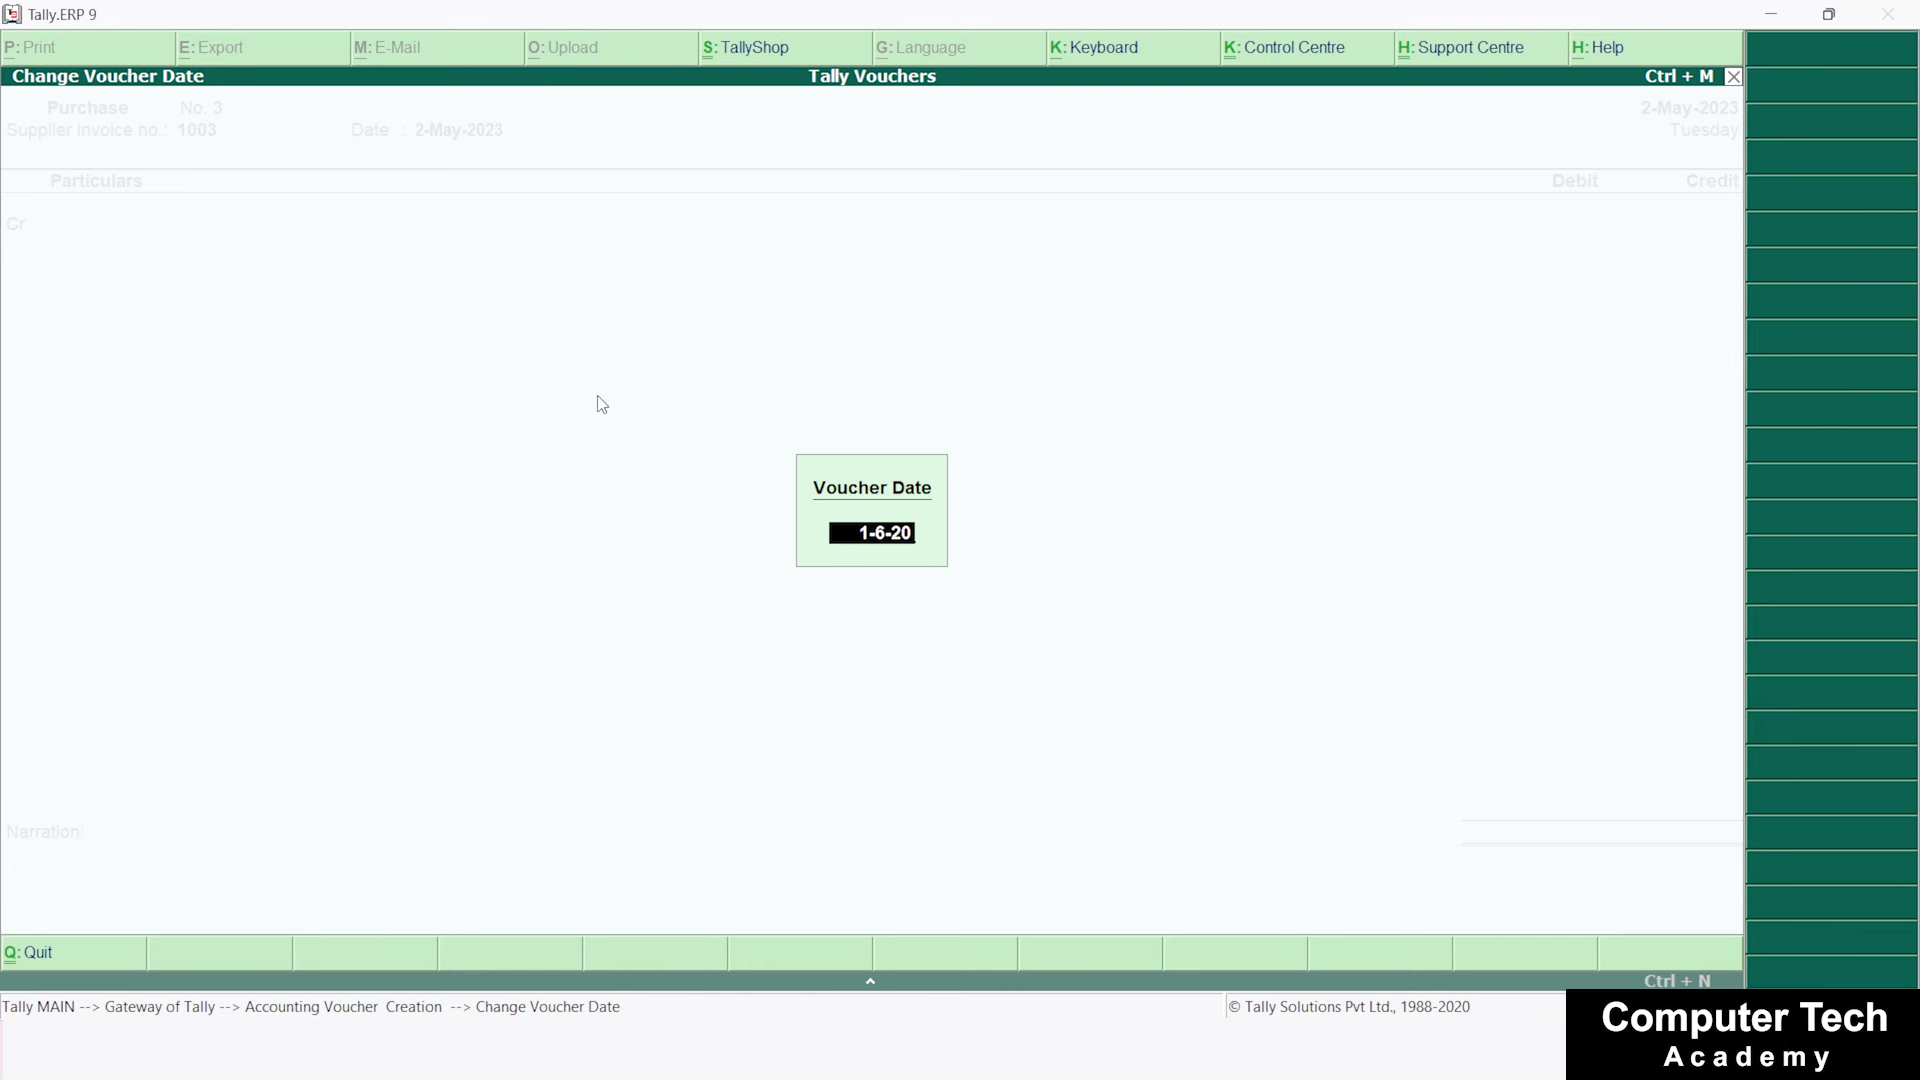 Tally.ERP 9
P: Print E: Export M: E-Mail O: Upload S: TallyShop G: Language K: Keyboard K: Control Centre H: Support Centre H: Help
Change Voucher Date Tally Vouchers Ctrl + M
Purchase No. 3 2-May-2023
Supplier invoice no.: 1003 Date : 2-May-2023 Tuesday
Particulars Debit Credit
Cr
Voucher Date
1-6-20
Narration:
Q: Quit
Ctrl + N
Tally MAIN --> Gateway of Tally --> Accounting Voucher Creation --> Change Voucher Date © Tally Solutions Pvt Ltd., 1988-2020
Computer Tech
Academy